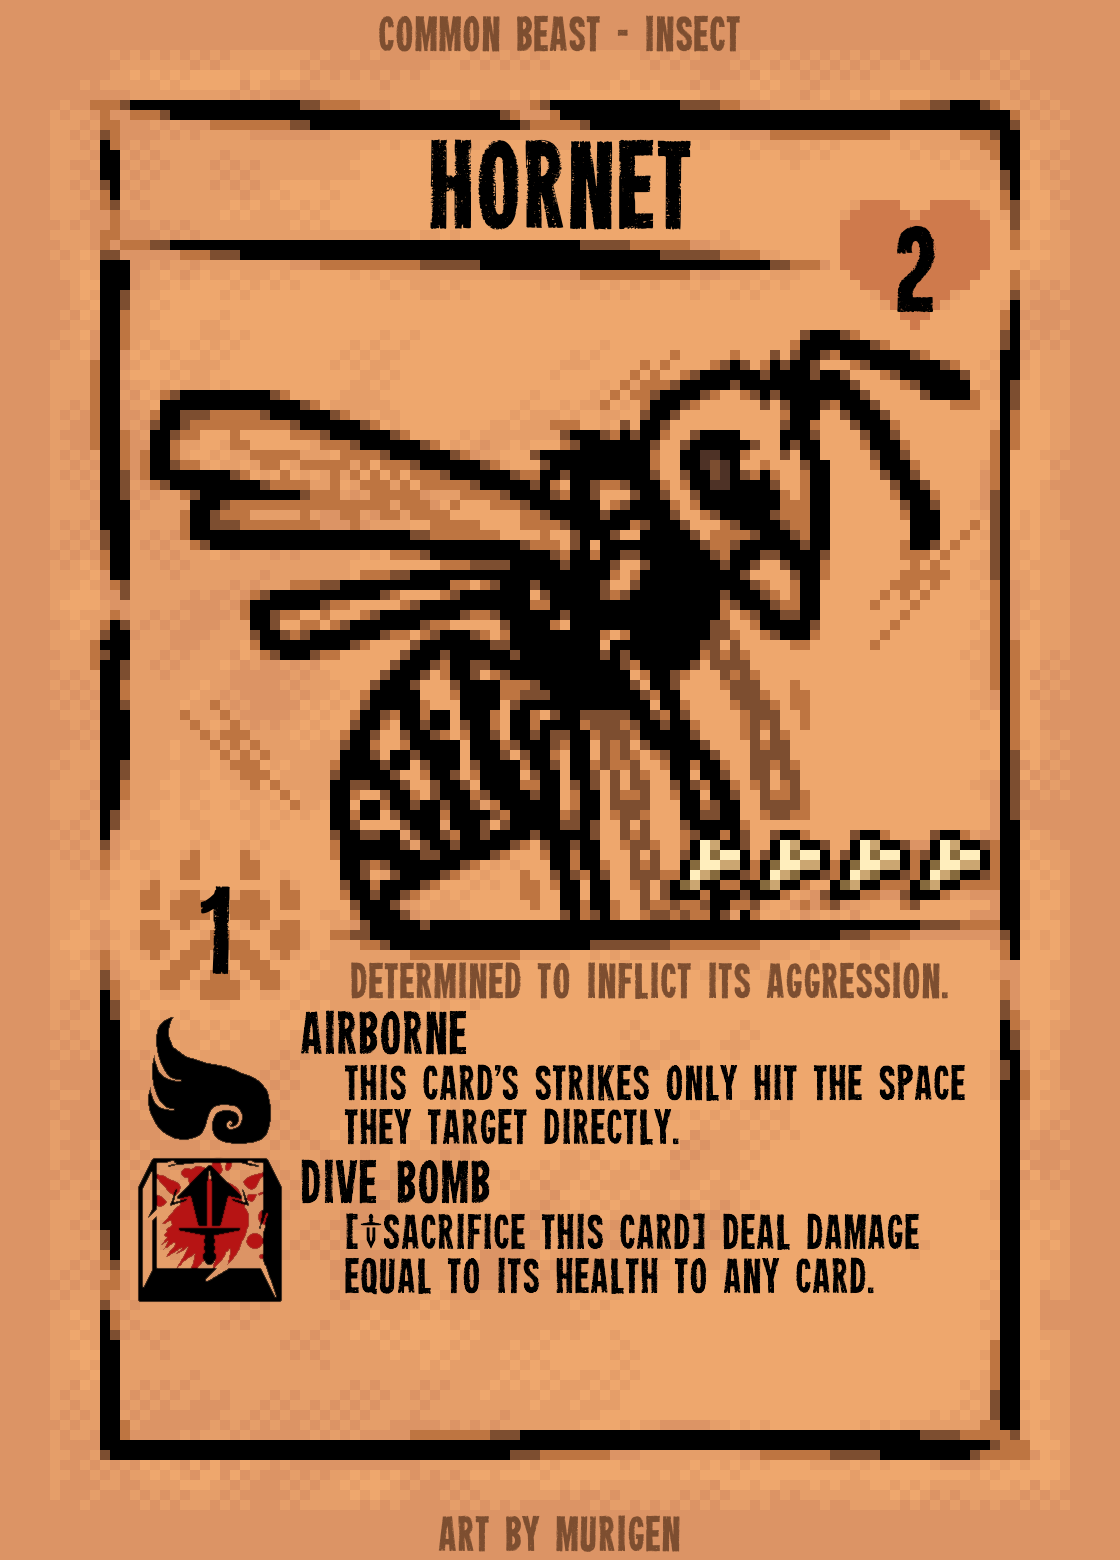 COMMON BEAST - INSECT
HORNET
2
1
DETERMINED TO INFLICT ITS AGGRESSION.
AIRBORNE
THIS CARD'S STRIKES ONLY HIT THE SPACE
THEY TARGET DIRECTLY.
DIVE BOMB
[SACRIFICE THIS CARD] DEAL DAMAGE
EQUAL TO ITS HEALTH TO ANY CARD.
ART BY MURIGEN